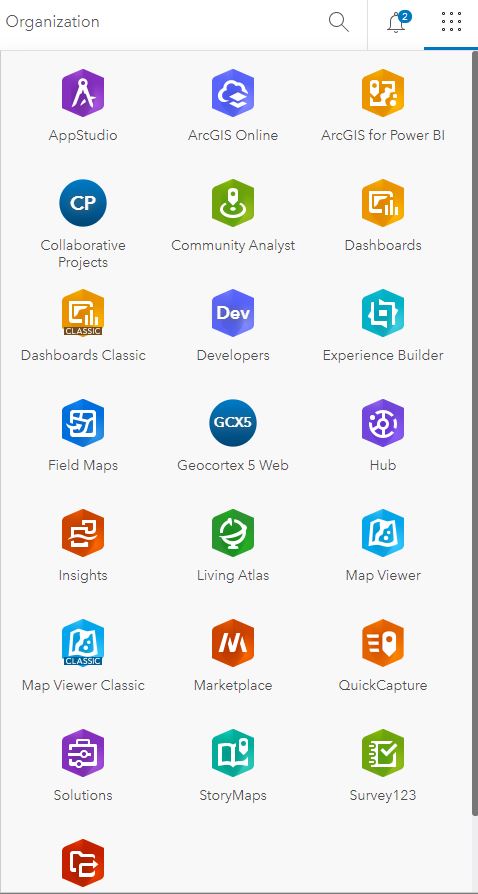 Organization
2
AppStudio
ArcGIS Online
ArcGIS for Power BI
CP
Collaborative
Projects
Community Analyst
Dashboards
CLASSIC
Dashboards Classic
Dev
Developers
Experience Builder
Field Maps
GCX5
Geocortex 5 Web
Hub
Insights
Living Atlas
Map Viewer
CLASSIC
Map Viewer Classic
Marketplace
QuickCapture
Solutions
StoryMaps
Survey123